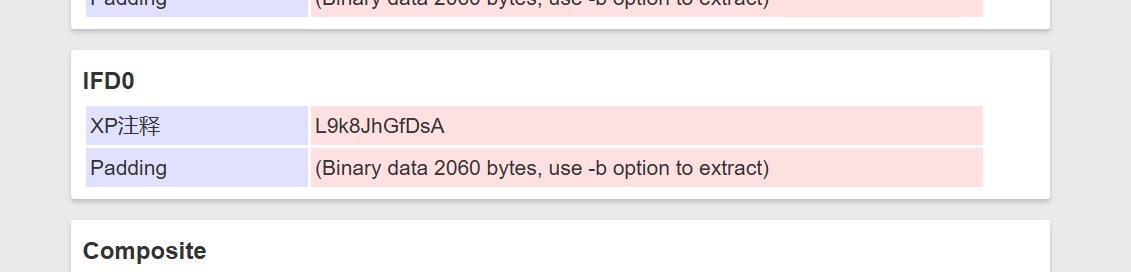 Padding (Binary data 2060 bytes, use -b option to extract)
IFD0
XP注释 L9k8JhGfDsA
Padding (Binary data 2060 bytes, use -b option to extract)
Composite